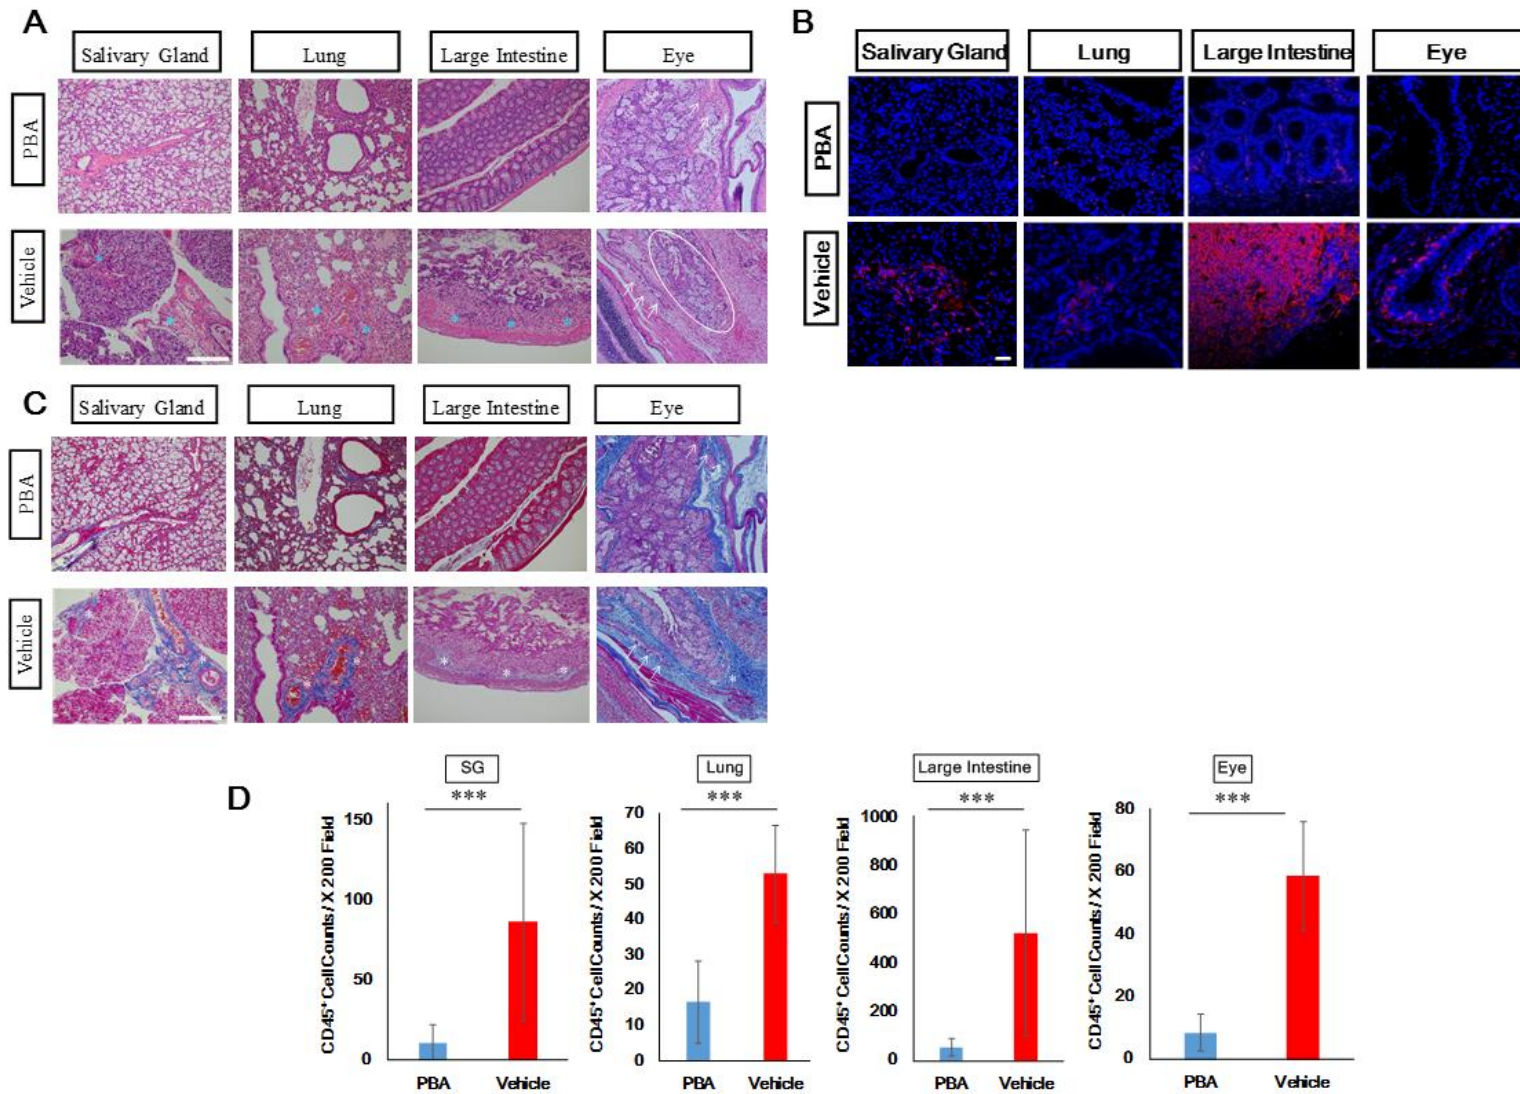 A
Salivary Gland
Lung
Large Intestine
Eye
PBA
Vehicle
B
Salivary Gland
Lung
Large Intestine
Eye
PBA
Vehicle
C
Salivary Gland
Lung
Large Intestine
Eye
PBA
Vehicle
D
SG
***
CD45⁺ Cell Counts / X 200 Field
150
100
50
0
PBA
Vehicle
Lung
***
CD45⁺ Cell Counts / X 200 Field
70
60
50
40
30
20
10
0
PBA
Vehicle
Large Intestine
***
CD45⁺ Cell Counts / X 200 Field
1000
800
600
400
200
0
PBA
Vehicle
Eye
***
CD45⁺ Cell Counts / X 200 Field
80
60
40
20
0
PBA
Vehicle